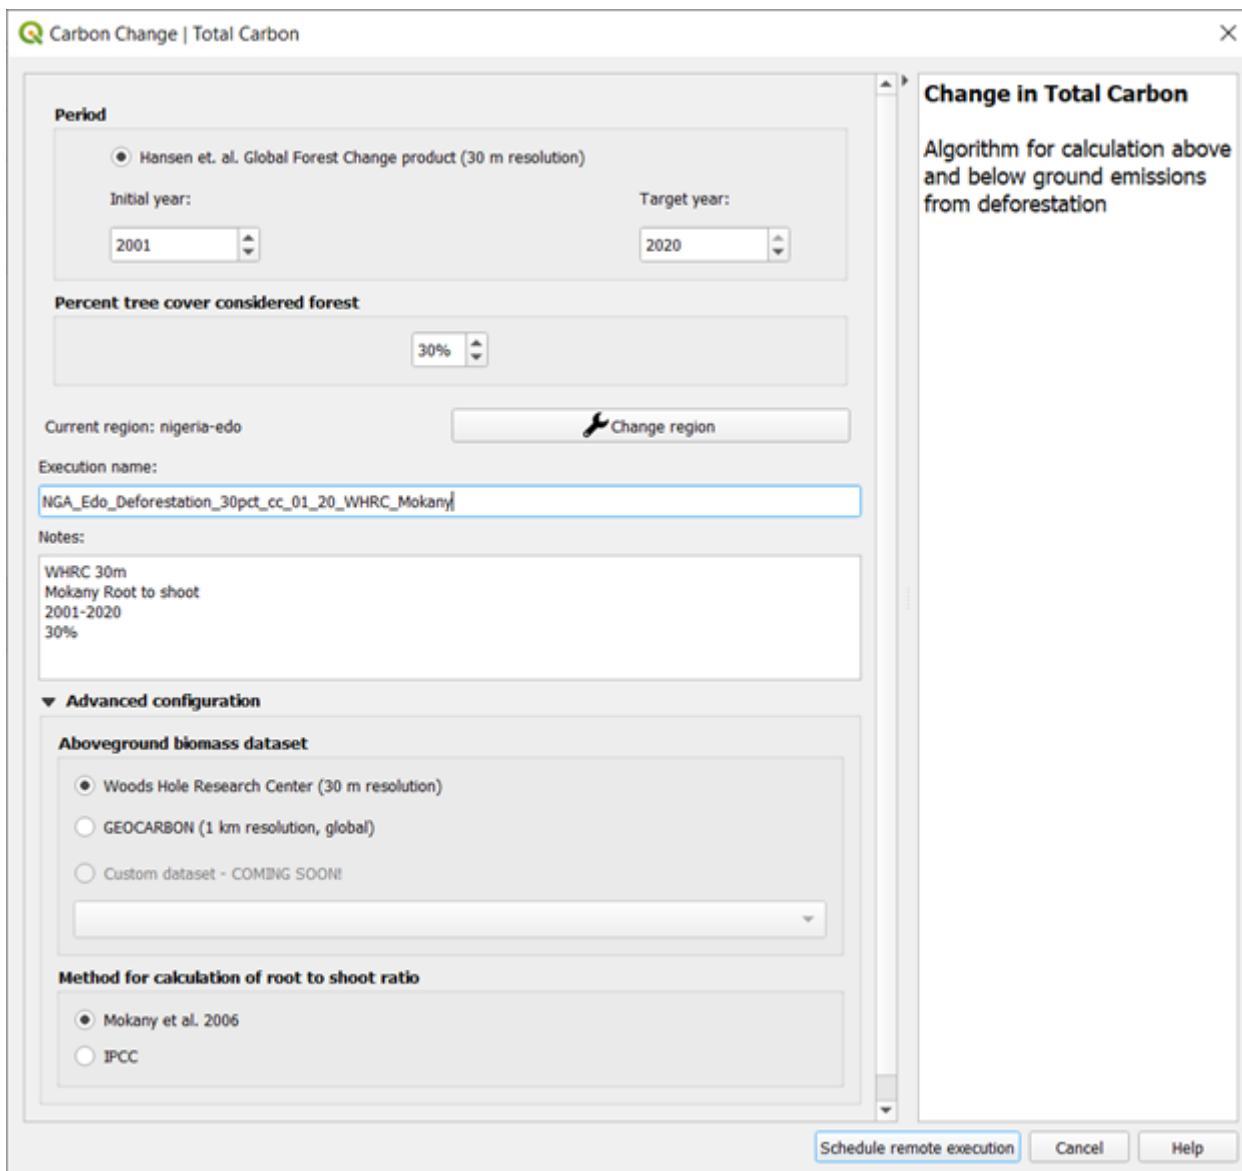 Carbon Change | Total Carbon
Period
Hansen et. al. Global Forest Change product (30 m resolution)
Initial year:
Target year:
2001
2020
Percent tree cover considered forest
30%
Current region: nigeria-edo
Change region
Execution name:
NGA_Edo_Deforestation_30pct_cc_01_20_WHRC_Mokany
Notes:
WHRC 30m
Mokany Root to shoot
2001-2020
30%
Advanced configuration
Aboveground biomass dataset
Woods Hole Research Center (30 m resolution)
GEOCARBON (1 km resolution, global)
Custom dataset - COMING SOON!
Method for calculation of root to shoot ratio
Mokany et al. 2006
IPCC
Change in Total Carbon
Algorithm for calculation above
and below ground emissions
from deforestation
Schedule remote execution
Cancel
Help